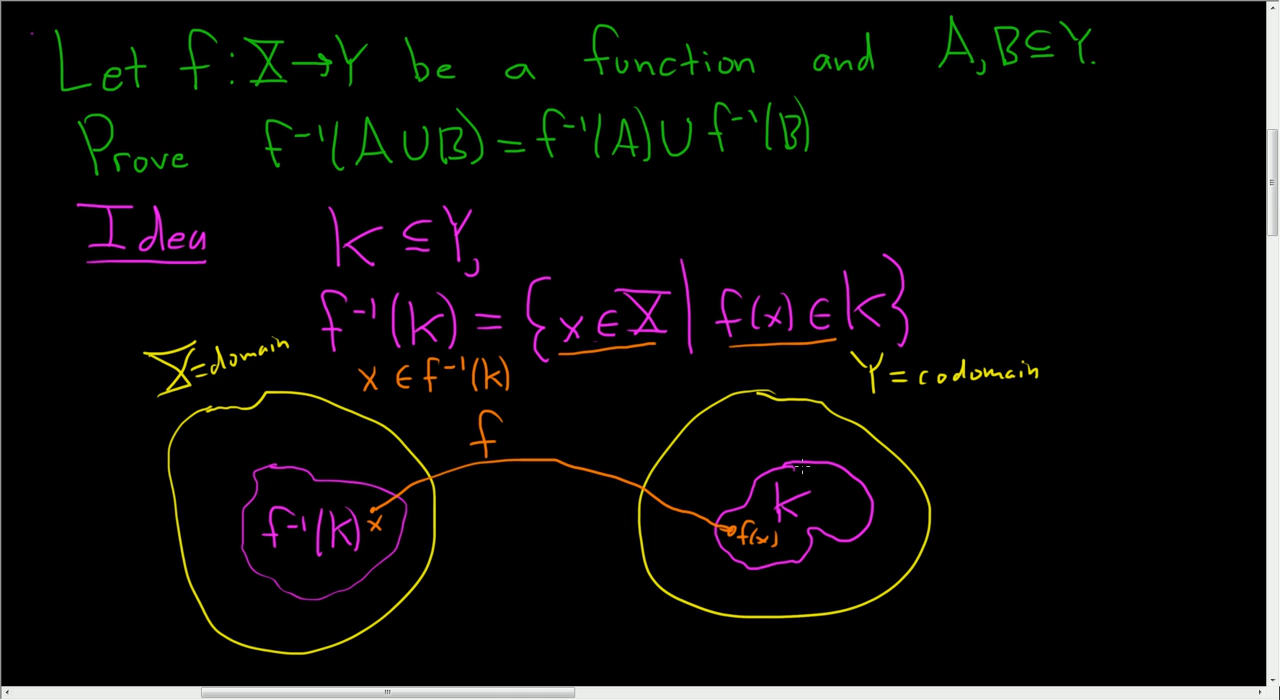 Let f: X → Y be a function and A, B ⊆ Y.
Prove f⁻¹(A ∪ B) = f⁻¹(A) ∪ f⁻¹(B)
Idea K ⊆ Y,
f⁻¹(K) = {x ∈ X | f(x) ∈ K}
X = domain
x ∈ f⁻¹(K)
Y = codomain
f
f⁻¹(K) x
K
f(x)